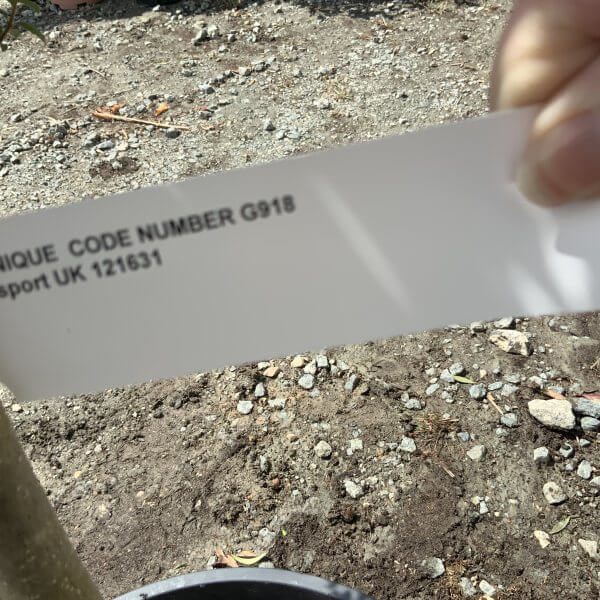 NIQUE CODE NUMBER G918
sport UK 121631